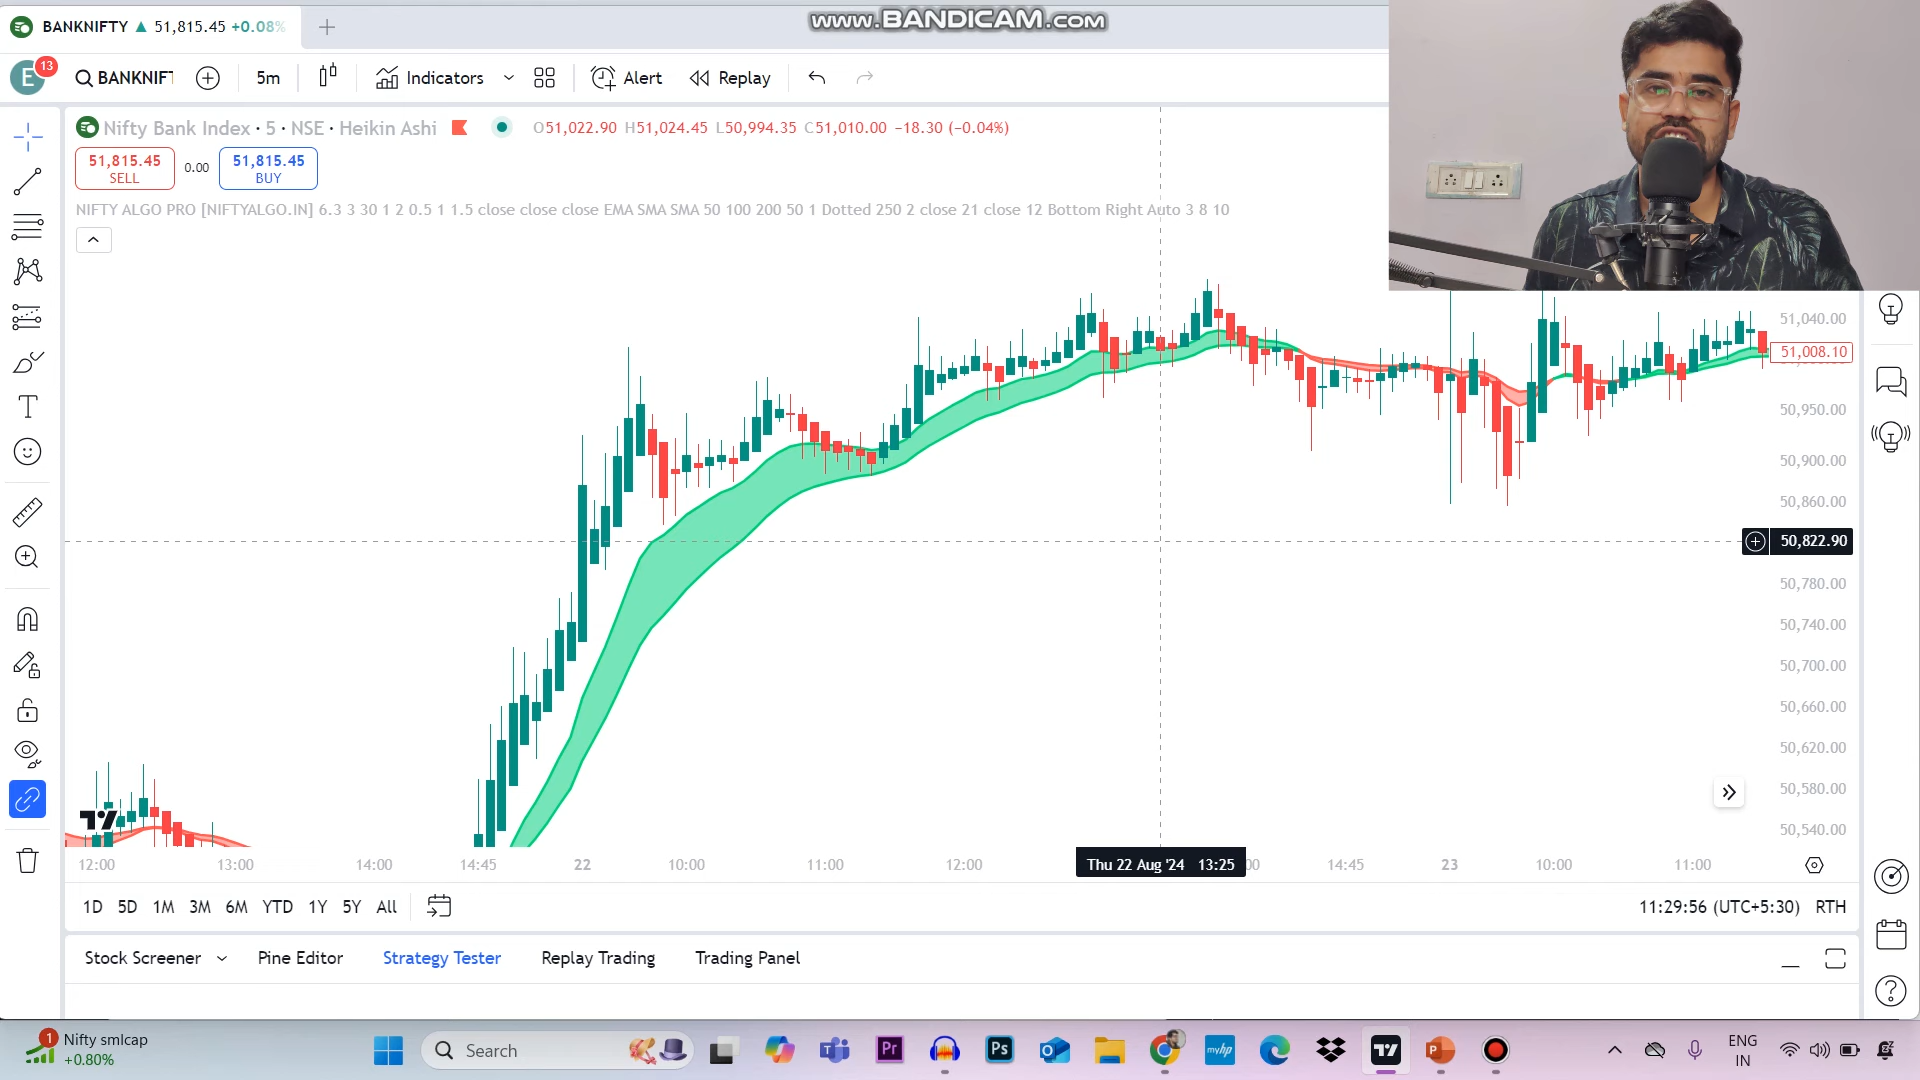 BANKNIFTY ▲ 51,815.45 +0.08%
www.BANDICAM.com
E 13 BANKNIFT 5m Indicators Alert Replay
Nifty Bank Index · 5 · NSE · Heikin Ashi O51,022.90 H51,024.45 L50,994.35 C51,010.00 −18.30 (−0.04%)
51,815.45
SELL
0.00
51,815.45
BUY
NIFTY ALGO PRO [NIFTYALGO.IN] 6.3 3 30 1 2 0.5 1 1.5 close close close EMA SMA SMA 50 100 200 50 1 Dotted 250 2 close 21 close 12 Bottom Right Auto 3 8 10
51,040.00
51,008.10
50,950.00
50,900.00
50,860.00
50,822.90
50,780.00
50,740.00
50,700.00
50,660.00
50,620.00
50,580.00
50,540.00
12:00 13:00 14:00 14:45 22 10:00 11:00 12:00 Thu 22 Aug '24 13:25 14:45 23 10:00 11:00
1D 5D 1M 3M 6M YTD 1Y 5Y All 11:29:56 (UTC+5:30) RTH
Stock Screener Pine Editor Strategy Tester Replay Trading Trading Panel
1 Nifty smlcap
+0.80%
Search
Pr
Ps
myhp
P
ENG
IN